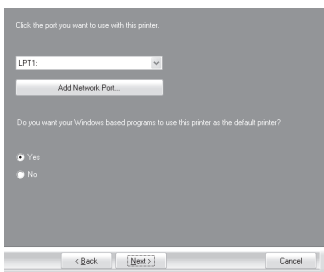 Click the port you want to use with this printer.
LPT1:
Add Network Port...
Do you want your Windows based programs to use this printer as the default printer?
Yes
No
< Back Next > Cancel